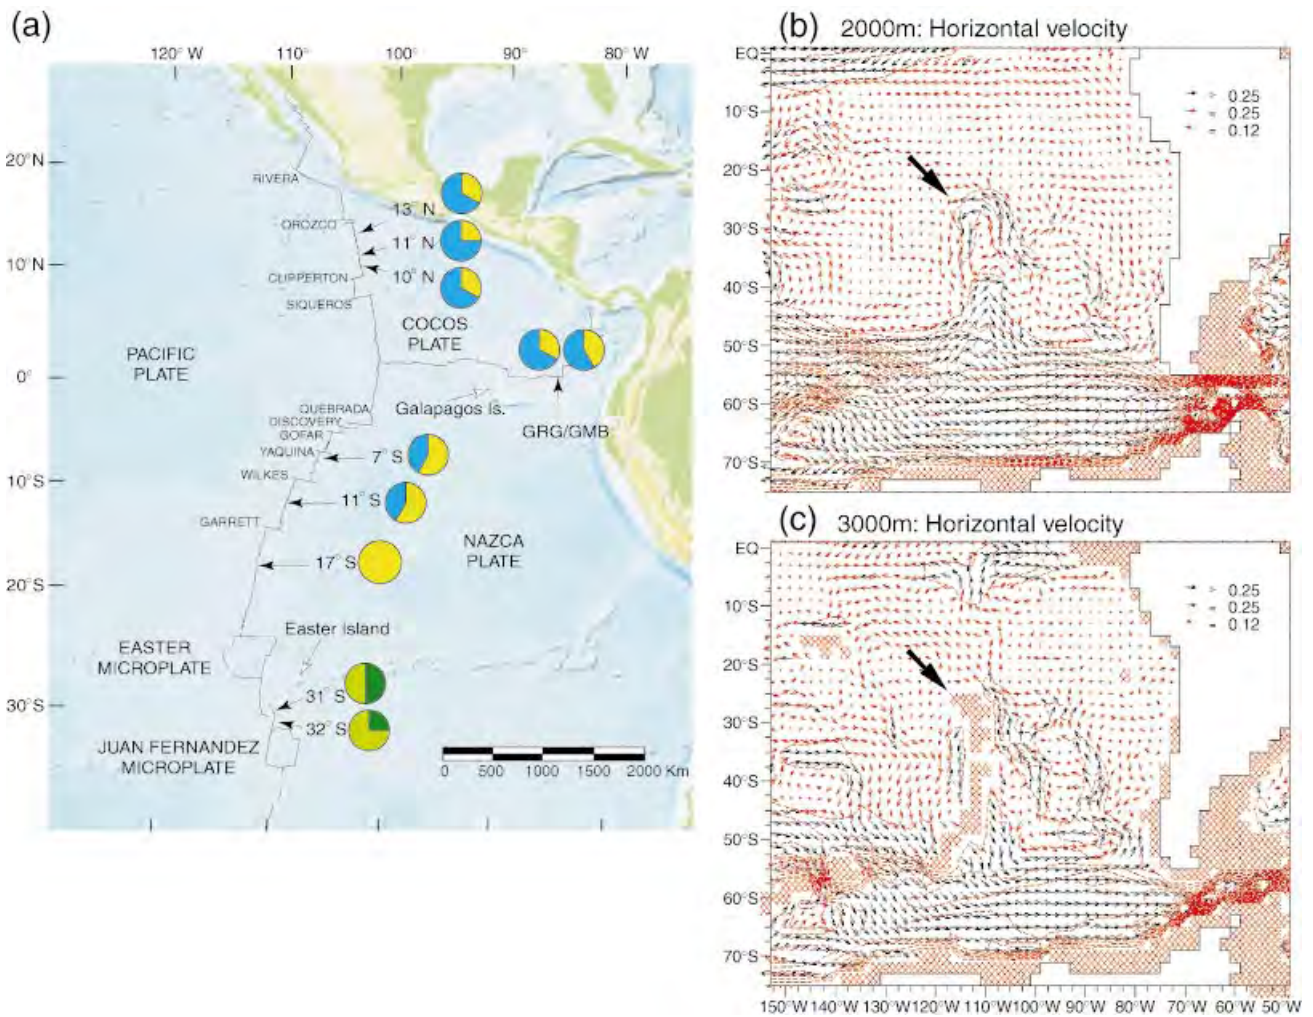 (a)
120° W
110°
100°
90°
80° W
20° N
10° N
0°
10° S
20° S
30° S
RIVERA
OROZCO
13° N
11° N
CLIPPERTON
10° N
SIQUEROS
COCOS
PLATE
PACIFIC
PLATE
Galapagos Is.
GRG/GMB
QUEBRADA
DISCOVERY
GOFAR
YAQUINA
7° S
WILKES
11° S
GARRETT
NAZCA
PLATE
17° S
Easter Island
EASTER
MICROPLATE
31° S
32° S
JUAN FERNANDEZ
MICROPLATE
0 500 1000 1500 2000 Km
(b) 2000m: Horizontal velocity
EQ
10°S
20°S
30°S
40°S
50°S
60°S
70°S
0.25
0.25
0.12
(c) 3000m: Horizontal velocity
EQ
10°S
20°S
30°S
40°S
50°S
60°S
70°S
0.25
0.25
0.12
150°W 140°W 130°W 120°W 110°W 100°W 90°W 80°W 70°W 60°W 50°W